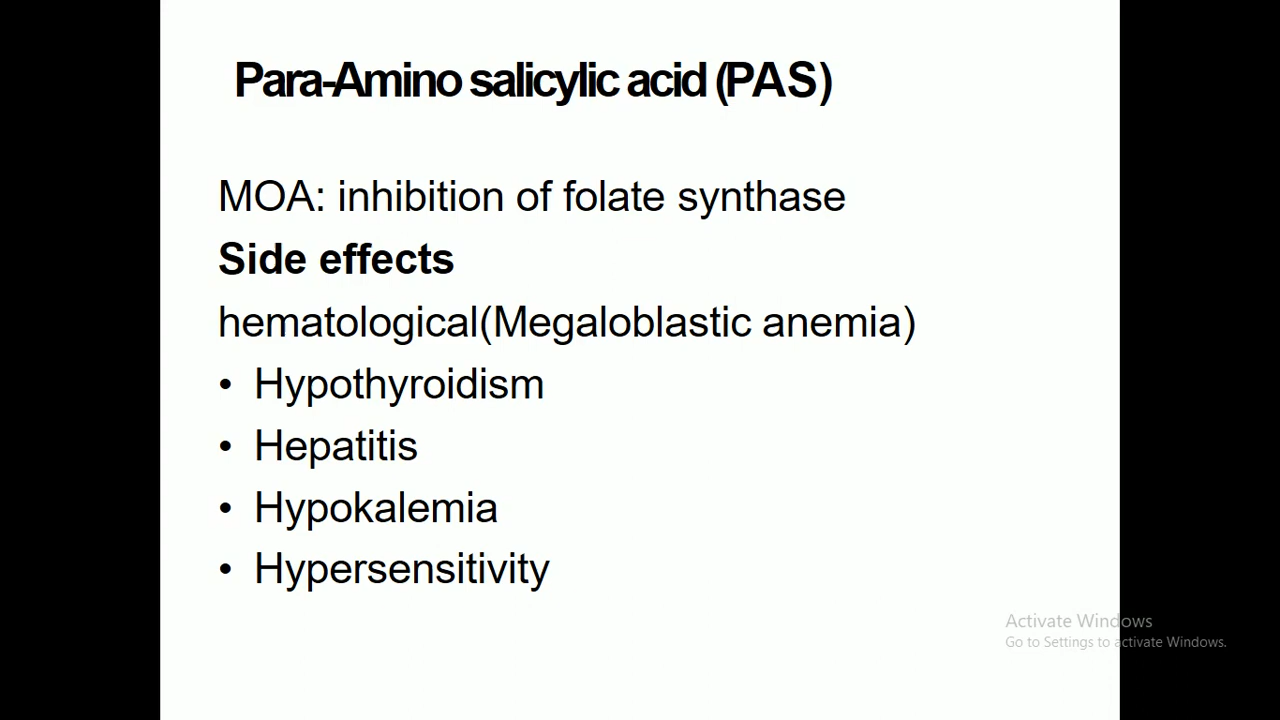 Para-Amino salicylic acid (PAS)
MOA: inhibition of folate synthase
Side effects
hematological(Megaloblastic anemia)
• Hypothyroidism
• Hepatitis
• Hypokalemia
• Hypersensitivity
Activate Windows
Go to Settings to activate Windows.